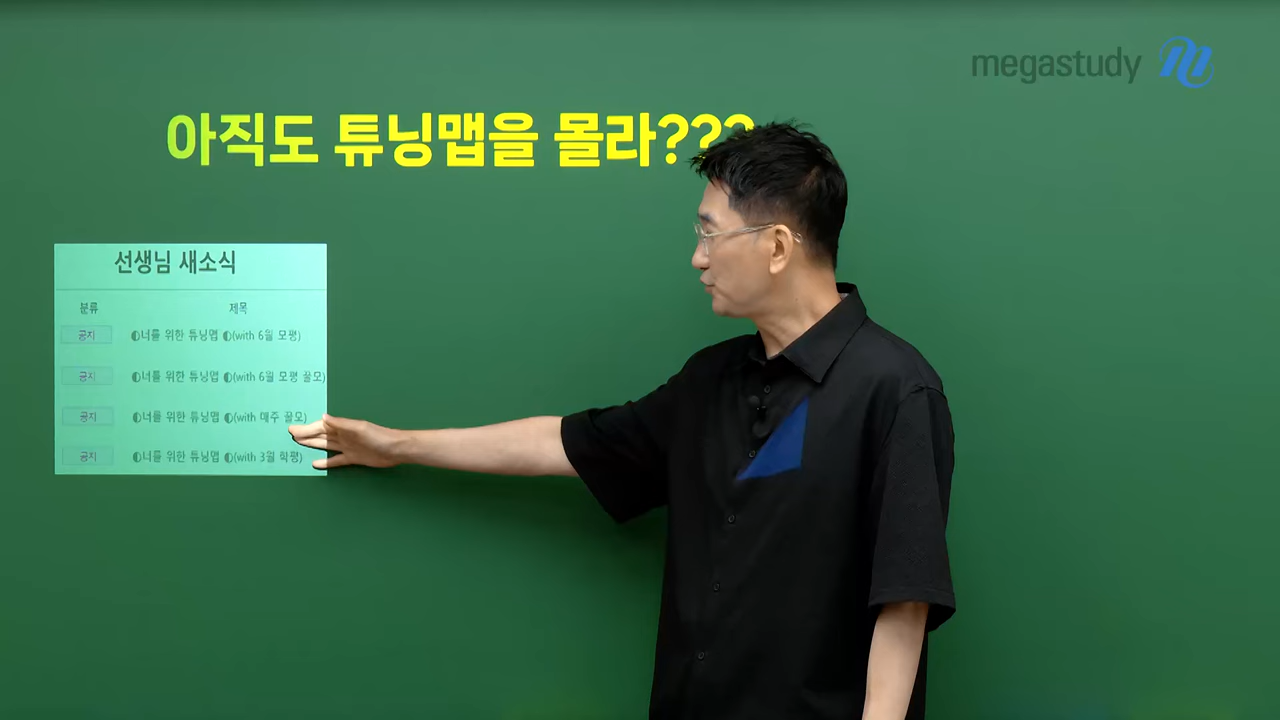 megastudy
아직도 튜닝맵을 몰라???
선생님 새소식
분류 제목
공지 ◐너를 위한 튜닝맵 ◐(with 6월 모평)
공지 ◐너를 위한 튜닝맵 ◐(with 6월 모평 꿀모)
공지 ◐너를 위한 튜닝맵 ◐(with 매주 꿀모)
공지 ◐너를 위한 튜닝맵 ◐(with 3월 학평)